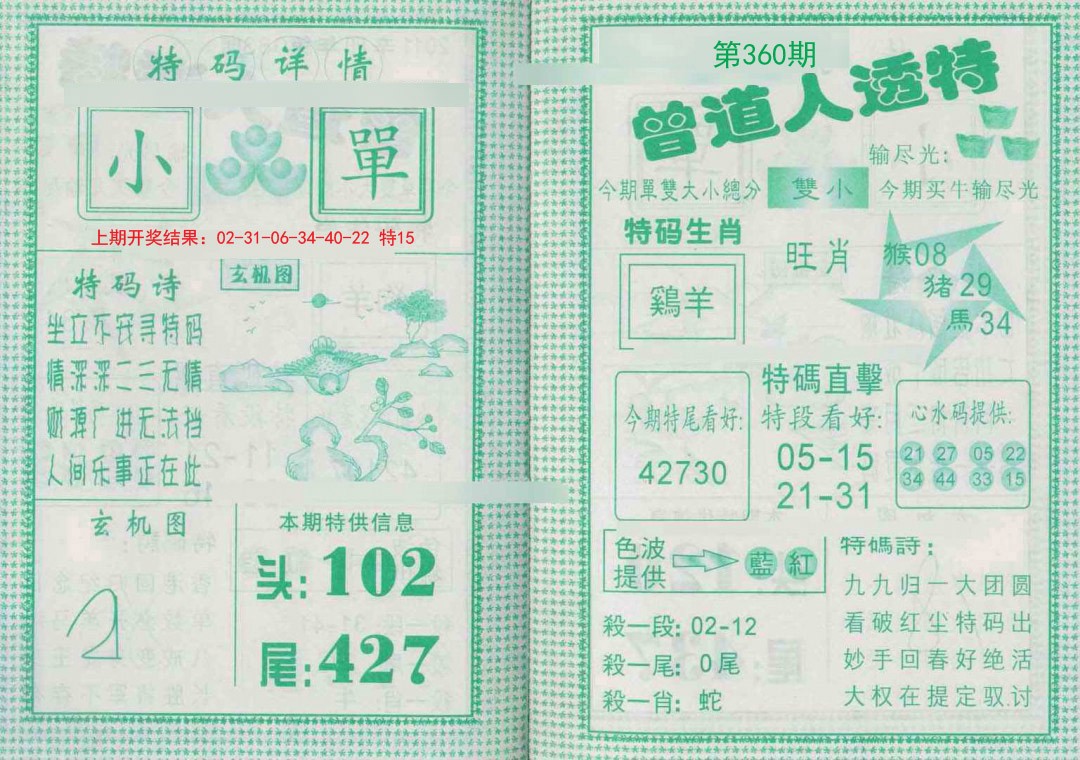 特码详情
小
單
上期开奖结果：02-31-06-34-40-22 特15
特码诗
坐立不安寻特码
情深深二三无情
财源广进无法挡
人间乐事正在此
玄机图
玄机图
2
本期特供信息
头:102
尾:427
第360期
曾道人透特
输尽光:
今期單雙大小總分
雙小
今期买牛输尽光
特码生肖
鷄羊
旺肖
猴08
猪29
馬34
今期特尾看好:
42730
特碼直擊
特段看好:
05-15
21-31
心水码提供:
21 27 05 22
34 44 33 15
色波
提供
藍 紅
殺一段: 02-12
殺一尾: 0尾
殺一肖: 蛇
特碼詩:
九九归一大团圆
看破红尘特码出
妙手回春好绝活
大权在提定驭讨